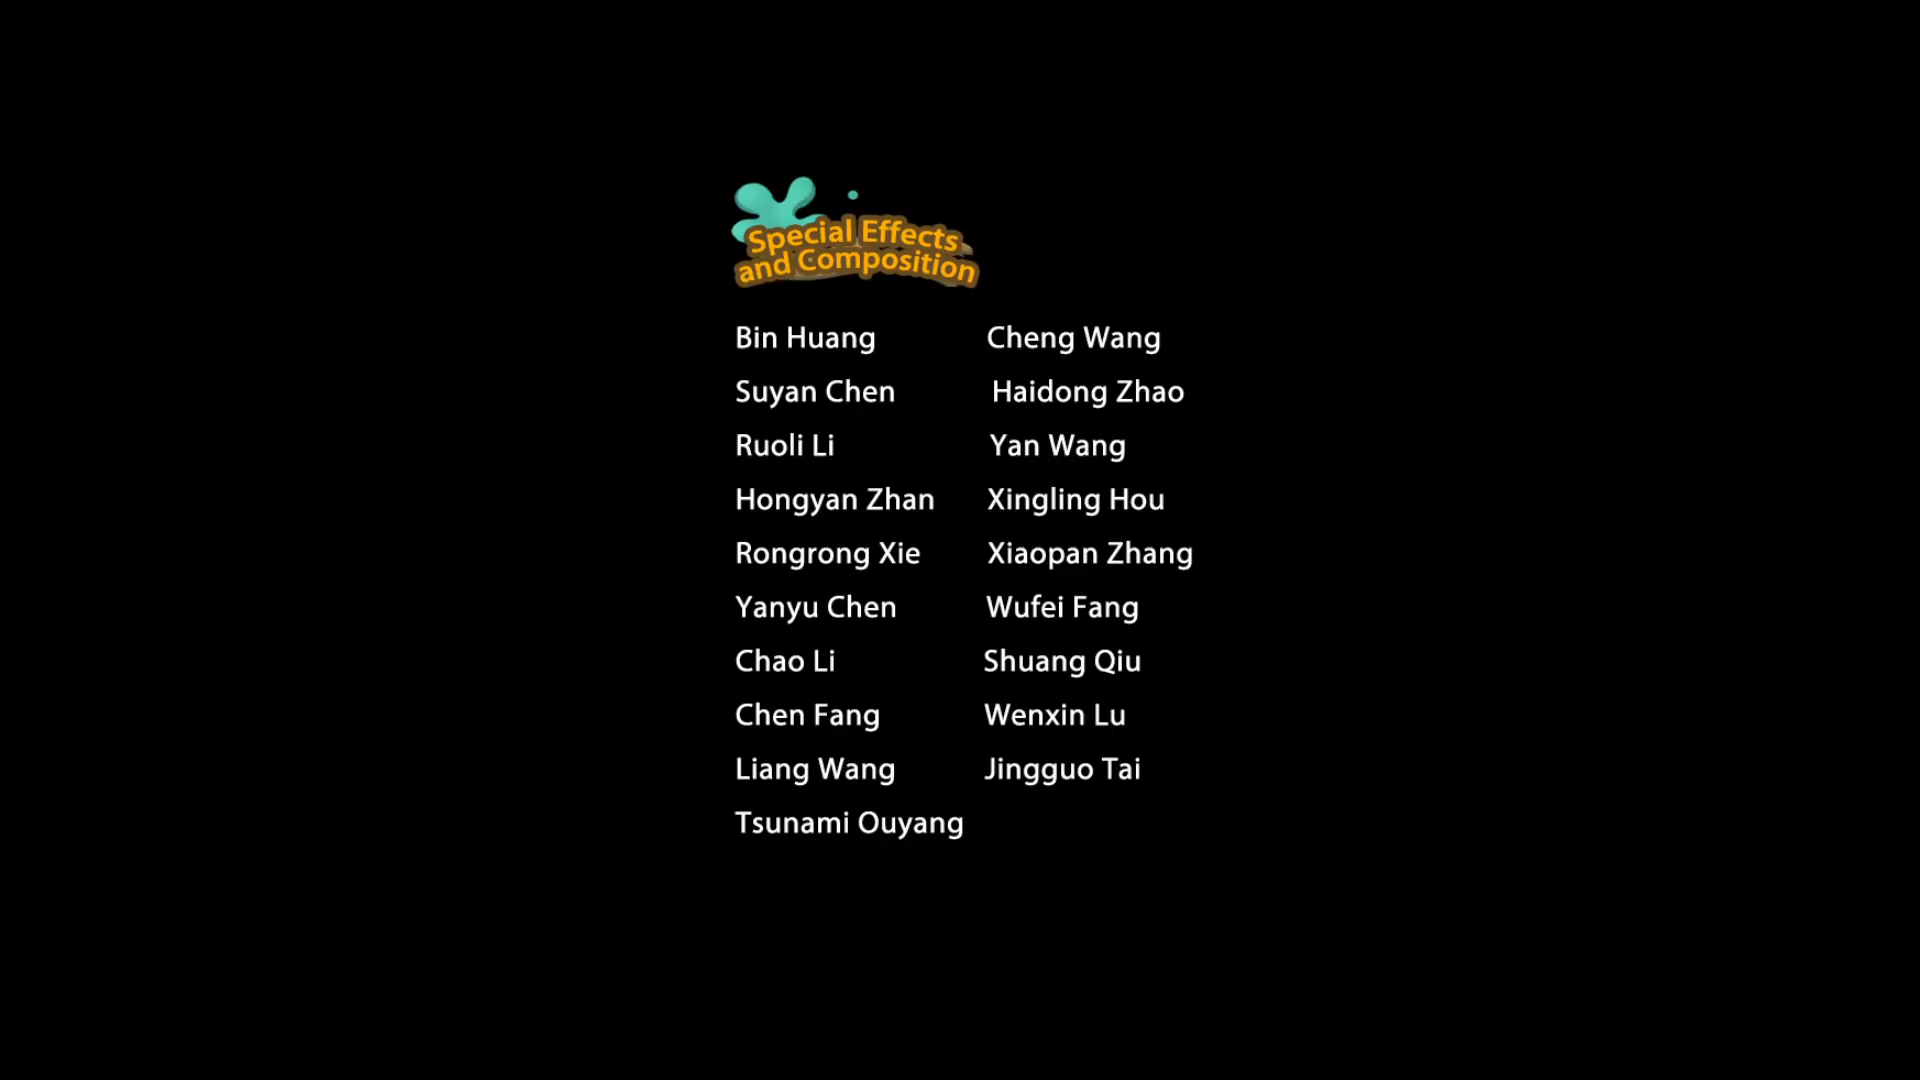 Special Effects
and Composition
Bin Huang Cheng Wang
Suyan Chen Haidong Zhao
Ruoli Li Yan Wang
Hongyan Zhan Xingling Hou
Rongrong Xie Xiaopan Zhang
Yanyu Chen Wufei Fang
Chao Li Shuang Qiu
Chen Fang Wenxin Lu
Liang Wang Jingguo Tai
Tsunami Ouyang